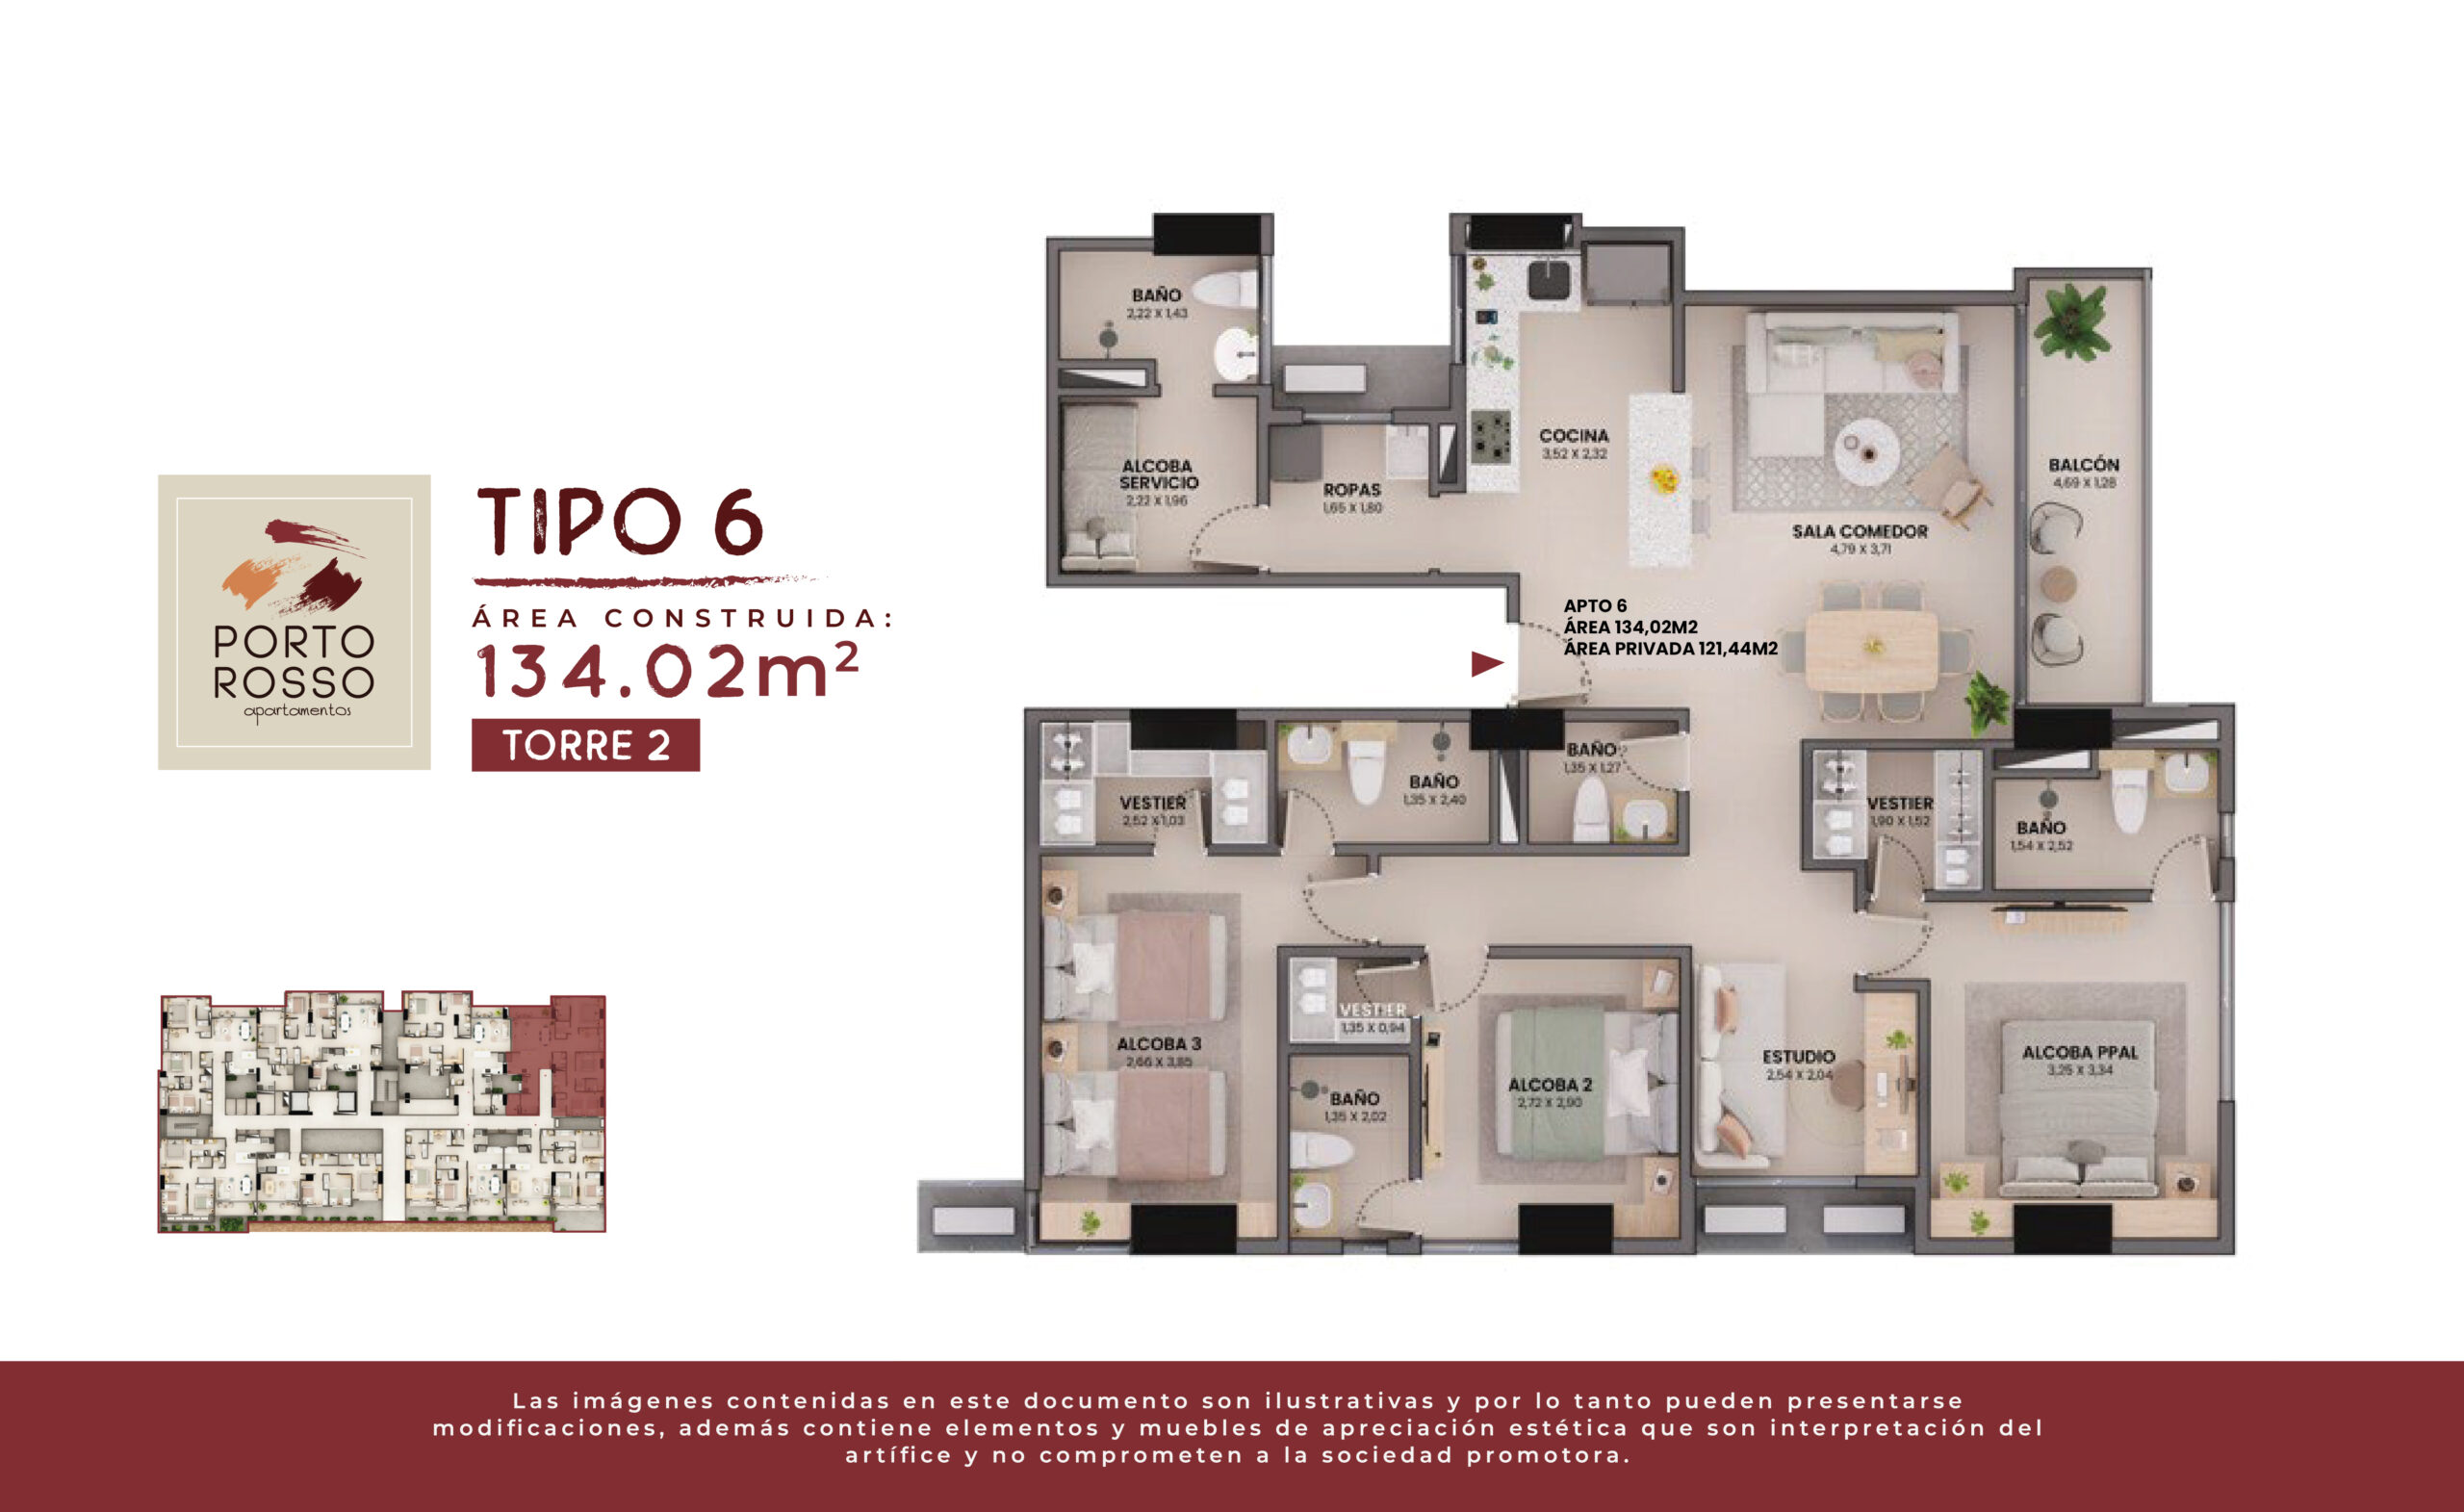 PORTO
ROSSO
apartamentos
TIPO 6
ÁREA CONSTRUIDA:
134.02m²
TORRE 2
BAÑO
2,22 X 1,43
ALCOBA
SERVICIO
2,22 X 1,96
ROPAS
1,65 X 1,80
COCINA
3,52 X 2,32
SALA COMEDOR
4,79 X 3,71
BALCÓN
4,69 X 1,28
APTO 6
ÁREA 134,02M2
ÁREA PRIVADA 121,44M2
VESTIER
2,52 X 1,03
BAÑO
1,35 X 2,40
BAÑO
1,35 X 1,27
VESTIER
1,90 X 1,52
BAÑO
1,54 X 2,52
ALCOBA 3
2,66 X 3,85
VESTIER
1,35 X 0,94
BAÑO
1,35 X 2,02
ALCOBA 2
2,72 X 2,90
ESTUDIO
2,54 X 2,04
ALCOBA PPAL
3,25 X 3,34
Las imágenes contenidas en este documento son ilustrativas y por lo tanto pueden presentarse
modificaciones, además contiene elementos y muebles de apreciación estética que son interpretación del
artífice y no comprometen a la sociedad promotora.